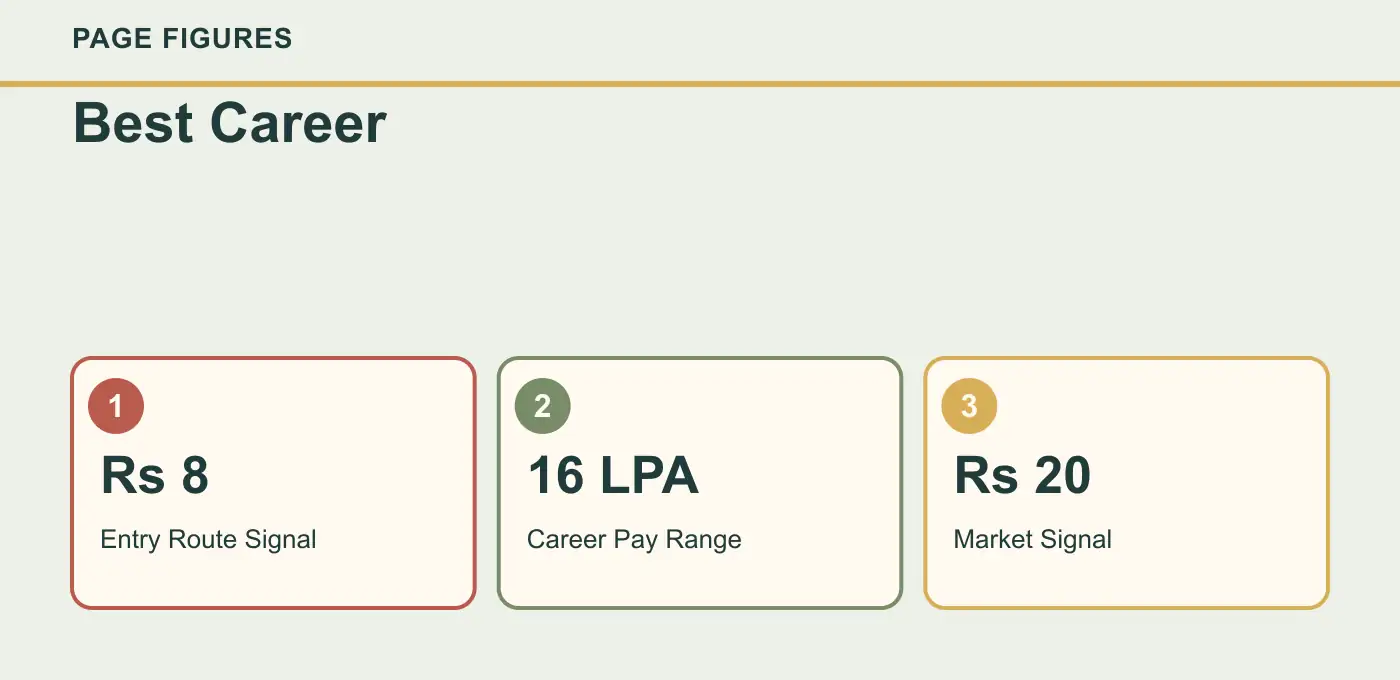 PAGE FIGURES
Best Career
1
Rs 8
Entry Route Signal
2
16 LPA
Career Pay Range
3
Rs 20
Market Signal